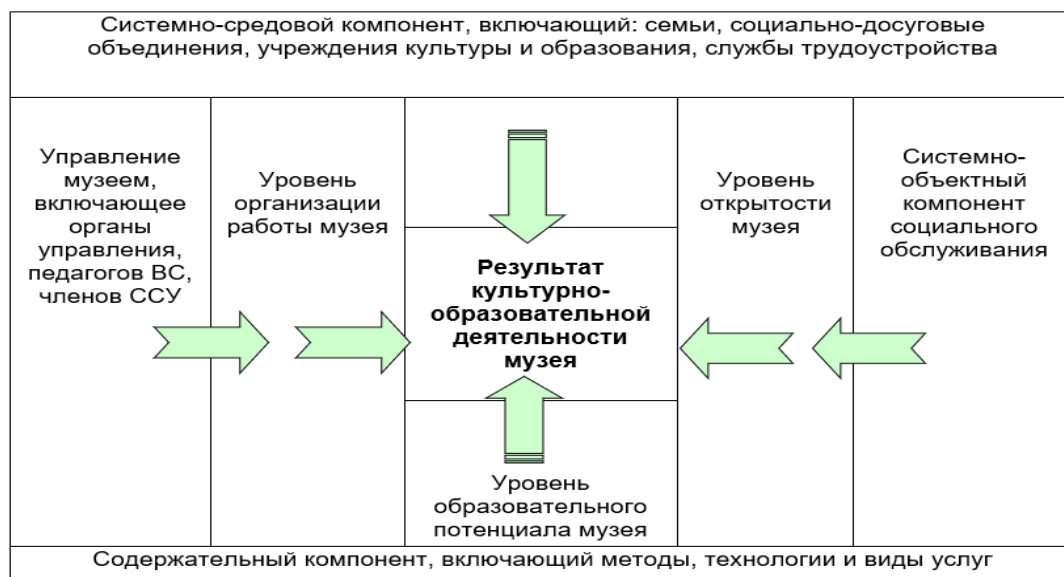 Системно-средовой компонент, включающий: семьи, социально-досуговые
объединения, учреждения культуры и образования, службы трудоустройства
Управление
музеем,
включающее
органы
управления,
педагогов ВС,
членов ССУ
Уровень
организации
работы музея
Результат
культурно-
образовательной
деятельности
музея
Уровень
образовательного
потенциала музея
Уровень
открытости
музея
Системно-
объектный
компонент
социального
обслуживания
Содержательный компонент, включающий методы, технологии и виды услуг